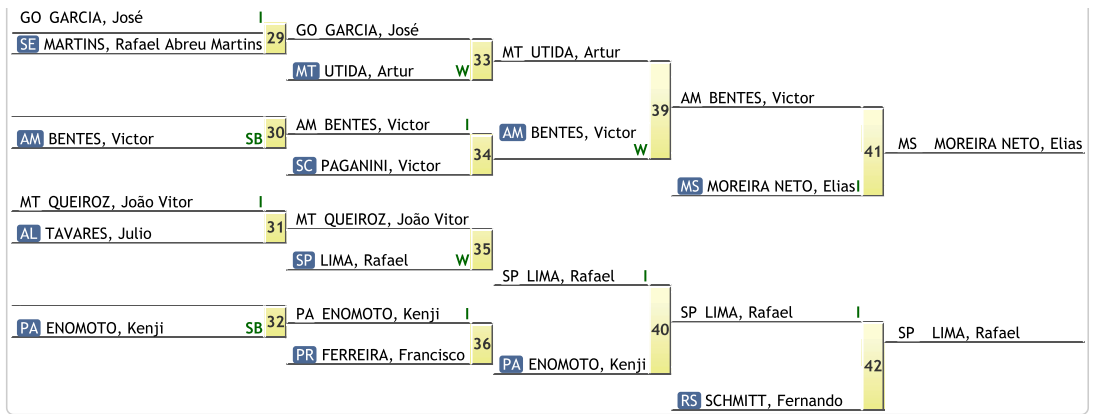 GO GARCIA, José I
SE MARTINS, Rafael Abreu Martins
29
GO GARCIA, José
MT UTIDA, Artur W
33
MT UTIDA, Artur
AM BENTES, Victor SB
30
AM BENTES, Victor I
SC PAGANINI, Victor
34
AM BENTES, Victor
W
39
AM BENTES, Victor
MS MOREIRA NETO, Elias I
41
MS MOREIRA NETO, Elias
MT QUEIROZ, João Vitor I
AL TAVARES, Julio
31
MT QUEIROZ, João Vitor
SP LIMA, Rafael W
35
SP LIMA, Rafael I
PA ENOMOTO, Kenji SB
32
PA ENOMOTO, Kenji I
PR FERREIRA, Francisco
36
PA ENOMOTO, Kenji
40
SP LIMA, Rafael I
RS SCHMITT, Fernando
42
SP LIMA, Rafael